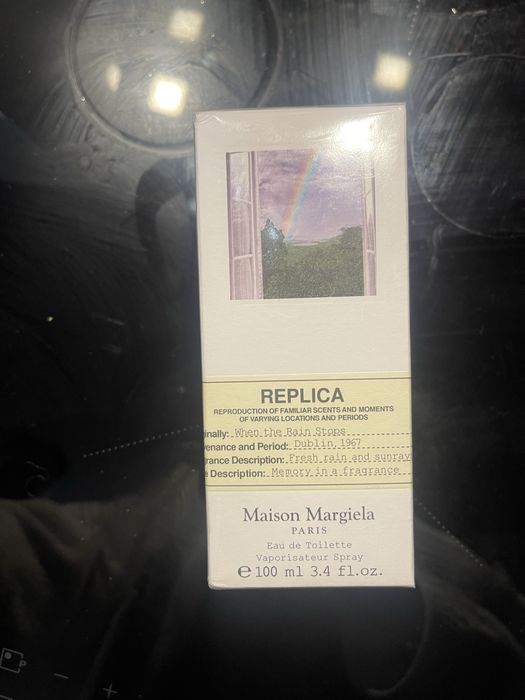 REPLICA
REPRODUCTION OF FAMILIAR SCENTS AND MOMENTS
OF VARYING LOCATIONS AND PERIODS
inally: When the Rain Stops
enance and Period: Dublin, 1967
rance Description: Fresh rain and sunray
Description: Memory in a fragrance
Maison Margiela
PARIS
Eau de Toilette
Vaporisateur Spray
e 100 ml 3.4 fl.oz.
P
− +